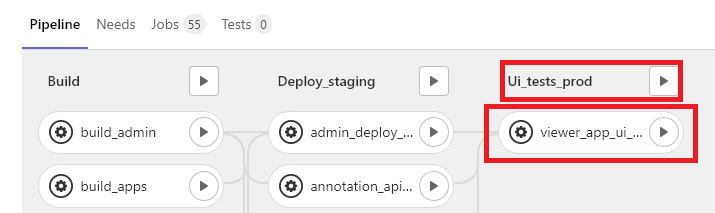 Pipeline Needs Jobs 55 Tests 0
Build Deploy_staging Ui_tests_prod
build_admin admin_deploy_... viewer_app_ui_...
build_apps annotation_api...